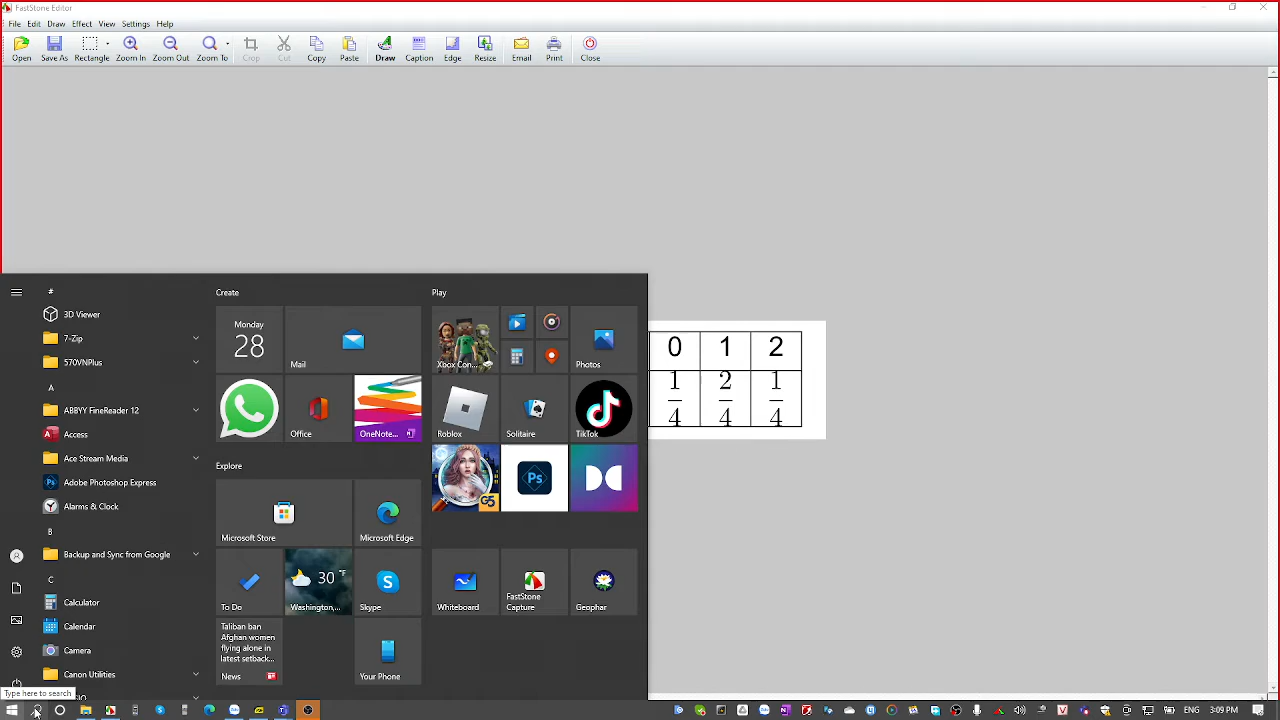 FastStone Editor
File Edit Draw Effect View Settings Help
Open Save As Rectangle Zoom In Zoom Out Zoom To Crop Cut Copy Paste Draw Caption Edge Resize Email Print Close
0 1 2
1 2 1
4 4 4
#
3D Viewer
7-Zip
570VNPlus
A
ABBYY FineReader 12
Access
Ace Stream Media
Adobe Photoshop Express
Alarms & Clock
B
Backup and Sync from Google
C
Calculator
Calendar
Camera
Canon Utilities
Create
Monday
28
Mail
Office
OneNote...
Explore
Microsoft Store
Microsoft Edge
To Do
30 °F
Washington,...
Skype
Taliban ban
Afghan women
flying alone in
latest setback...
News
Your Phone
Play
Xbox Con...
Photos
Roblox
Solitaire
TikTok
G5
Ps
Whiteboard
FastStone
Capture
Geophar
Type here to search
ENG 3:09 PM